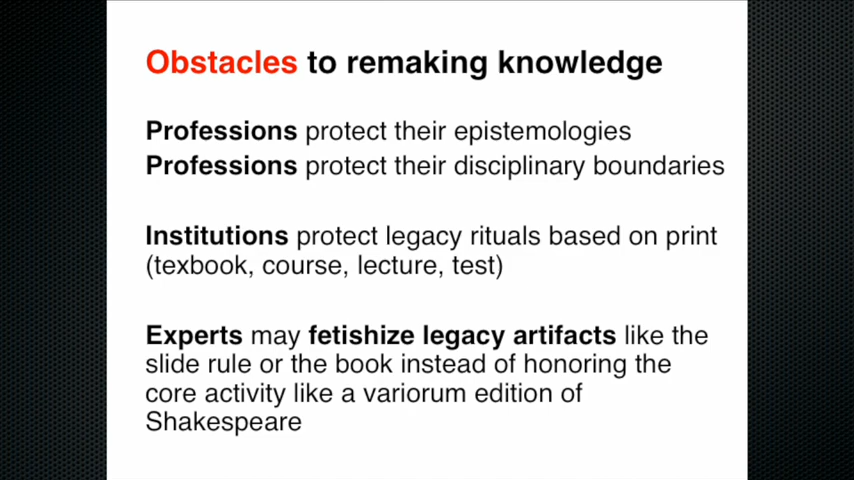 Obstacles to remaking knowledge
Professions protect their epistemologies
Professions protect their disciplinary boundaries
Institutions protect legacy rituals based on print
(texbook, course, lecture, test)
Experts may fetishize legacy artifacts like the
slide rule or the book instead of honoring the
core activity like a variorum edition of
Shakespeare